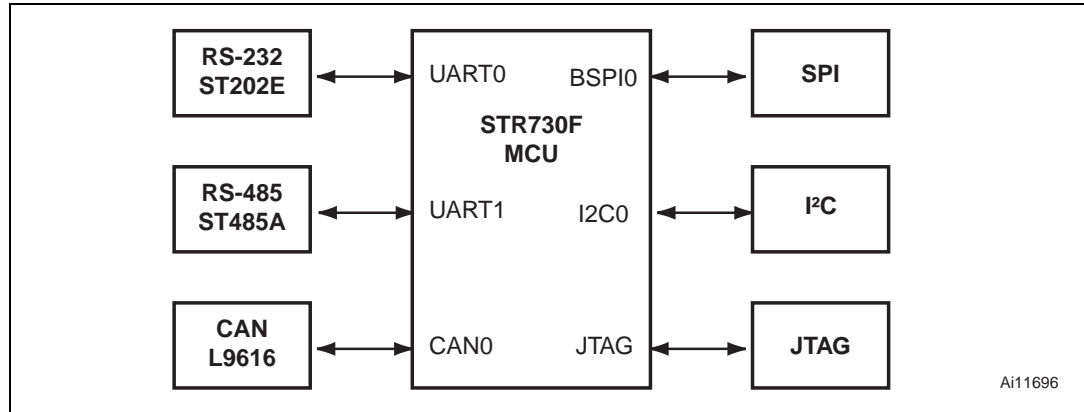 RS-232
ST202E
UART0
BSPI0
SPI
STR730F
MCU
RS-485
ST485A
UART1
I2C0
I²C
CAN
L9616
CAN0
JTAG
JTAG
Ai11696